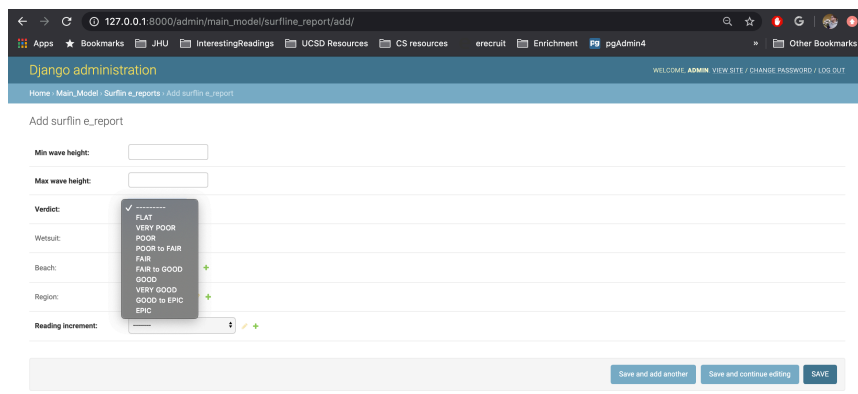 127.0.0.1:8000/admin/main_model/surfline_report/add/
Apps Bookmarks JHU InterestingReadings UCSD Resources CS resources erecruit Enrichment pg pgAdmin4 » Other Bookmarks
Django administration
WELCOME, ADMIN. VIEW SITE / CHANGE PASSWORD / LOG OUT
Home › Main_Model › Surflin e_reports › Add surflin e_report
Add surflin e_report
Min wave height:
Max wave height:
Verdict:
✓ ---------
FLAT
VERY POOR
POOR
POOR to FAIR
FAIR
FAIR to GOOD
GOOD
VERY GOOD
GOOD to EPIC
EPIC
Wetsuit:
Beach:
Region:
Reading increment: ---------
Save and add another Save and continue editing SAVE